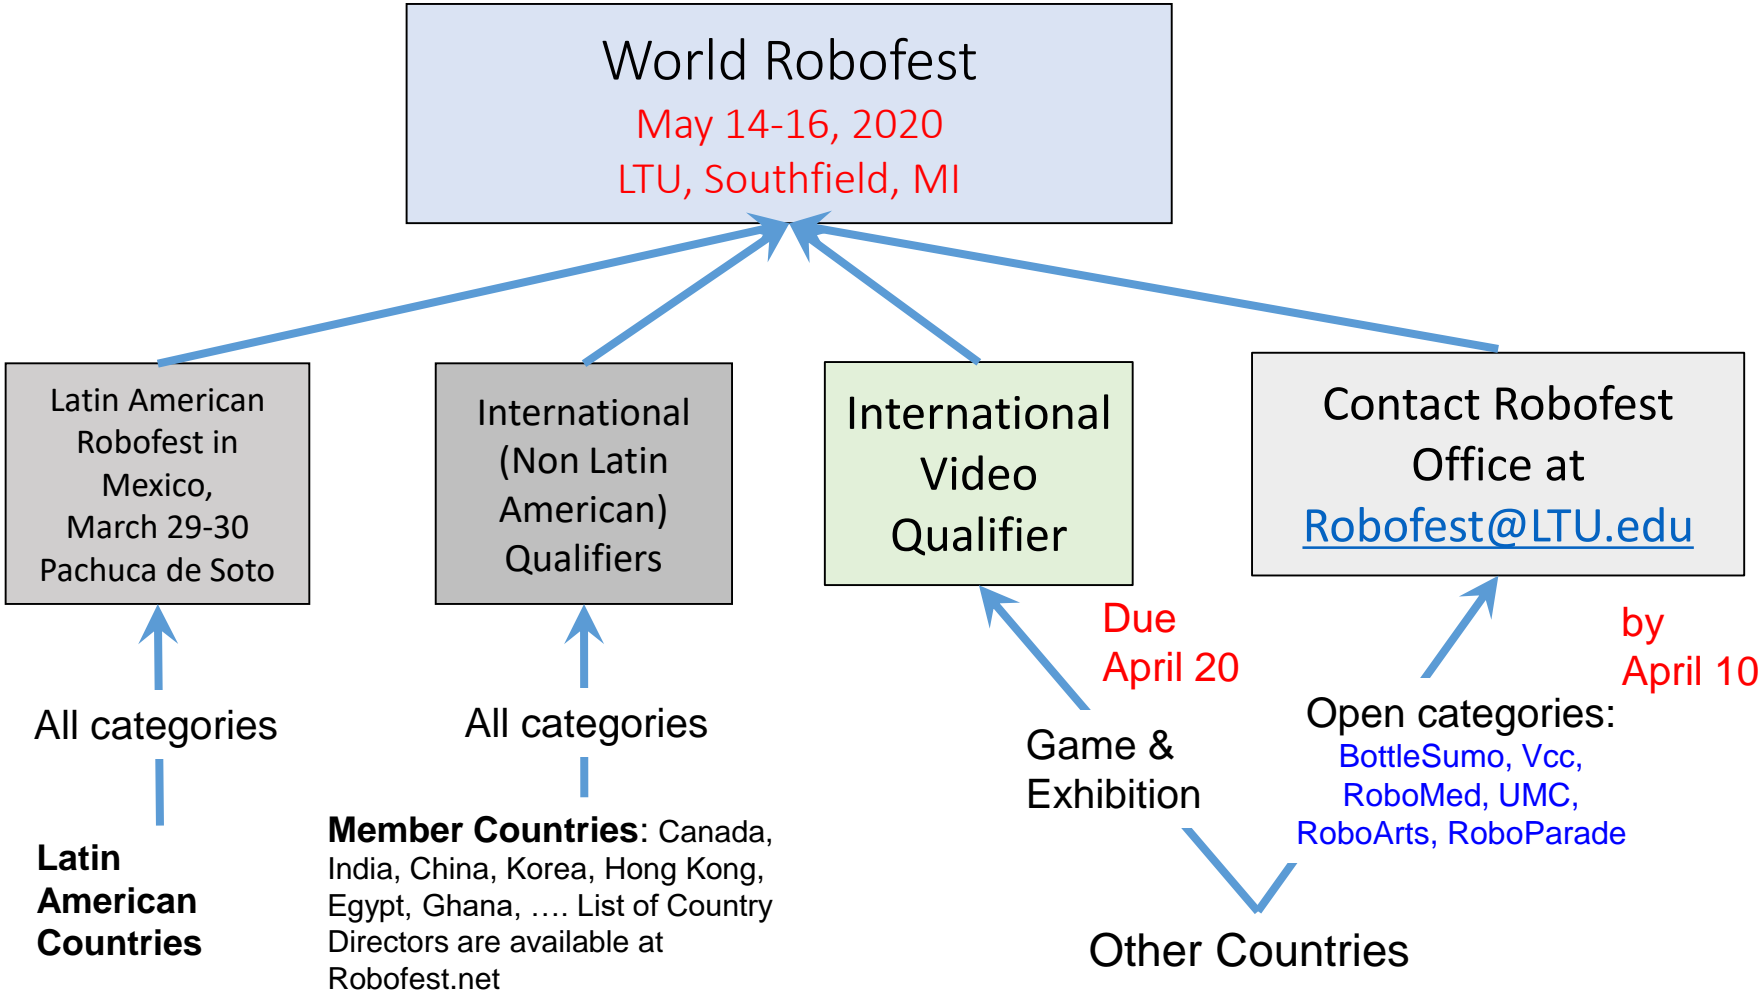 World Robofest
May 14-16, 2020
LTU, Southfield, MI
Latin American
Robofest in
Mexico,
March 29-30
Pachuca de Soto
International
(Non Latin
American)
Qualifiers
International
Video
Qualifier
Contact Robofest
Office at
Robofest@LTU.edu
Due
April 20
by
April 10
All categories
All categories
Game &
Exhibition
Open categories:
BottleSumo, Vcc,
RoboMed, UMC,
RoboArts, RoboParade
Latin
American
Countries
Member Countries: Canada,
India, China, Korea, Hong Kong,
Egypt, Ghana, …. List of Country
Directors are available at
Robofest.net
Other Countries